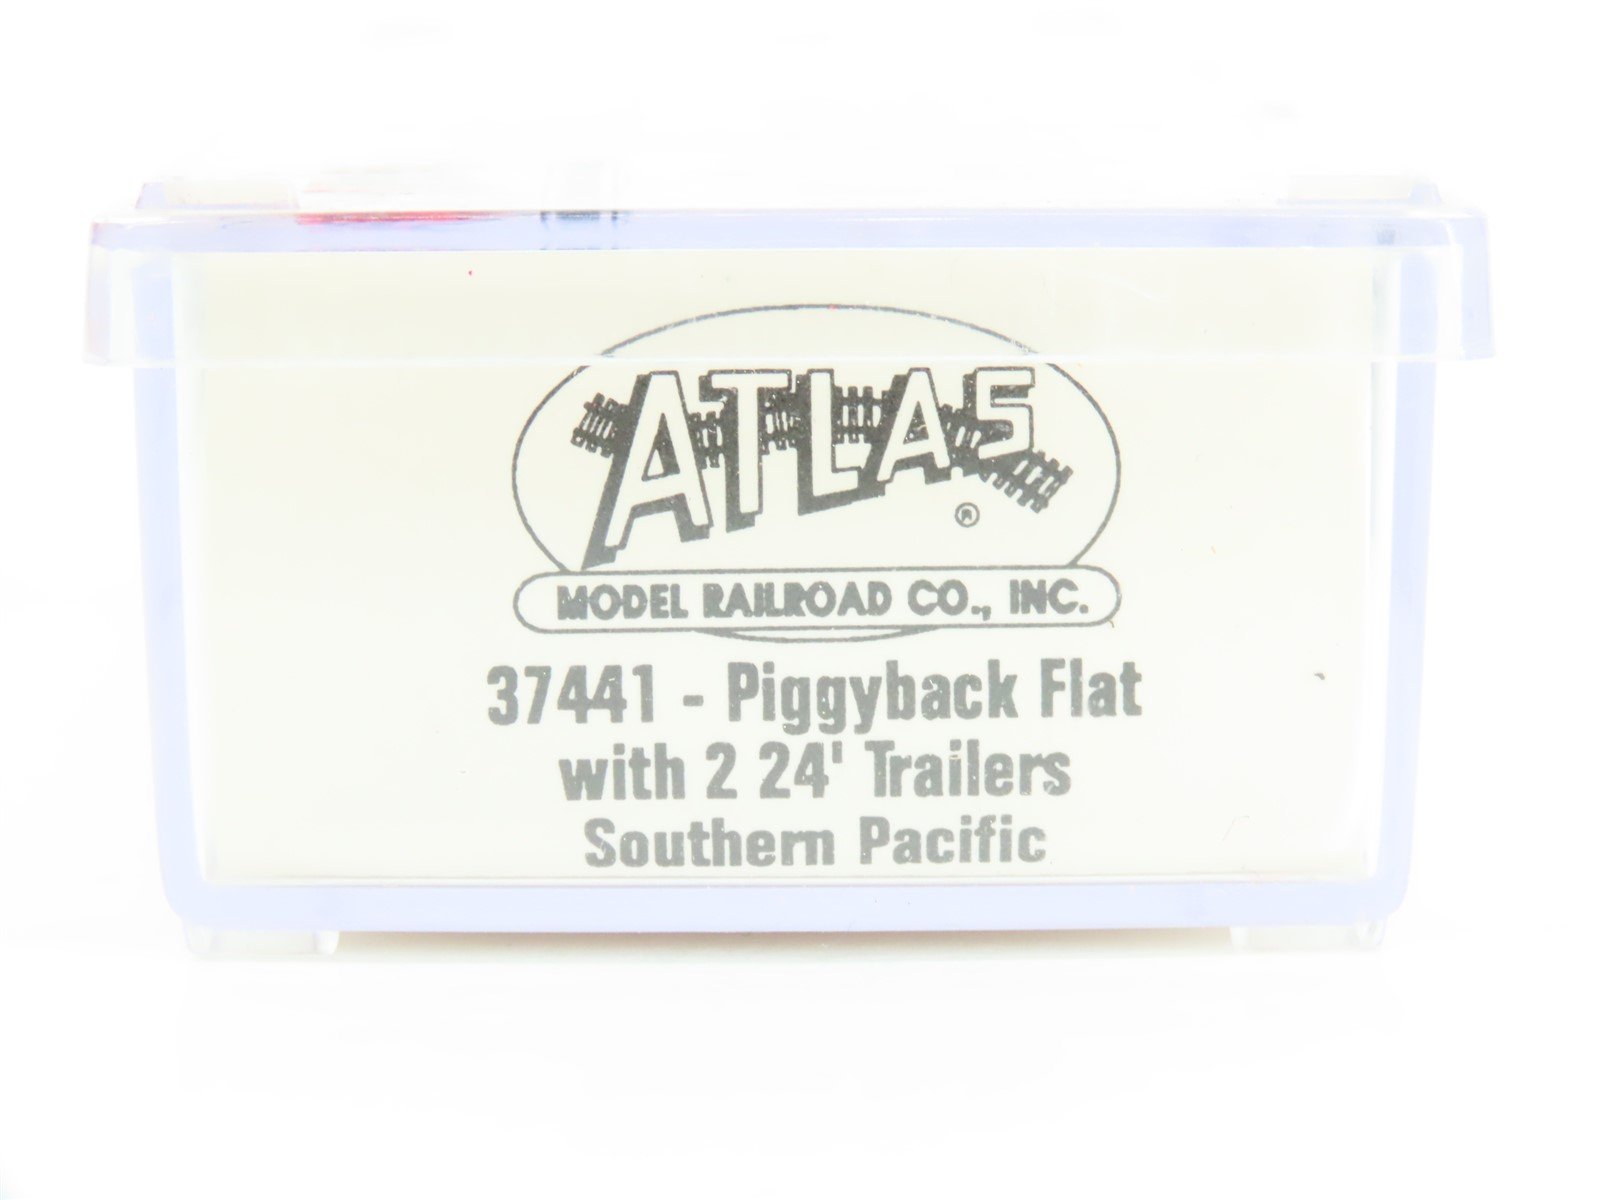 ATLAS
®
MODEL RAILROAD CO., INC.
37441 - Piggyback Flat
with 2 24' Trailers
Southern Pacific